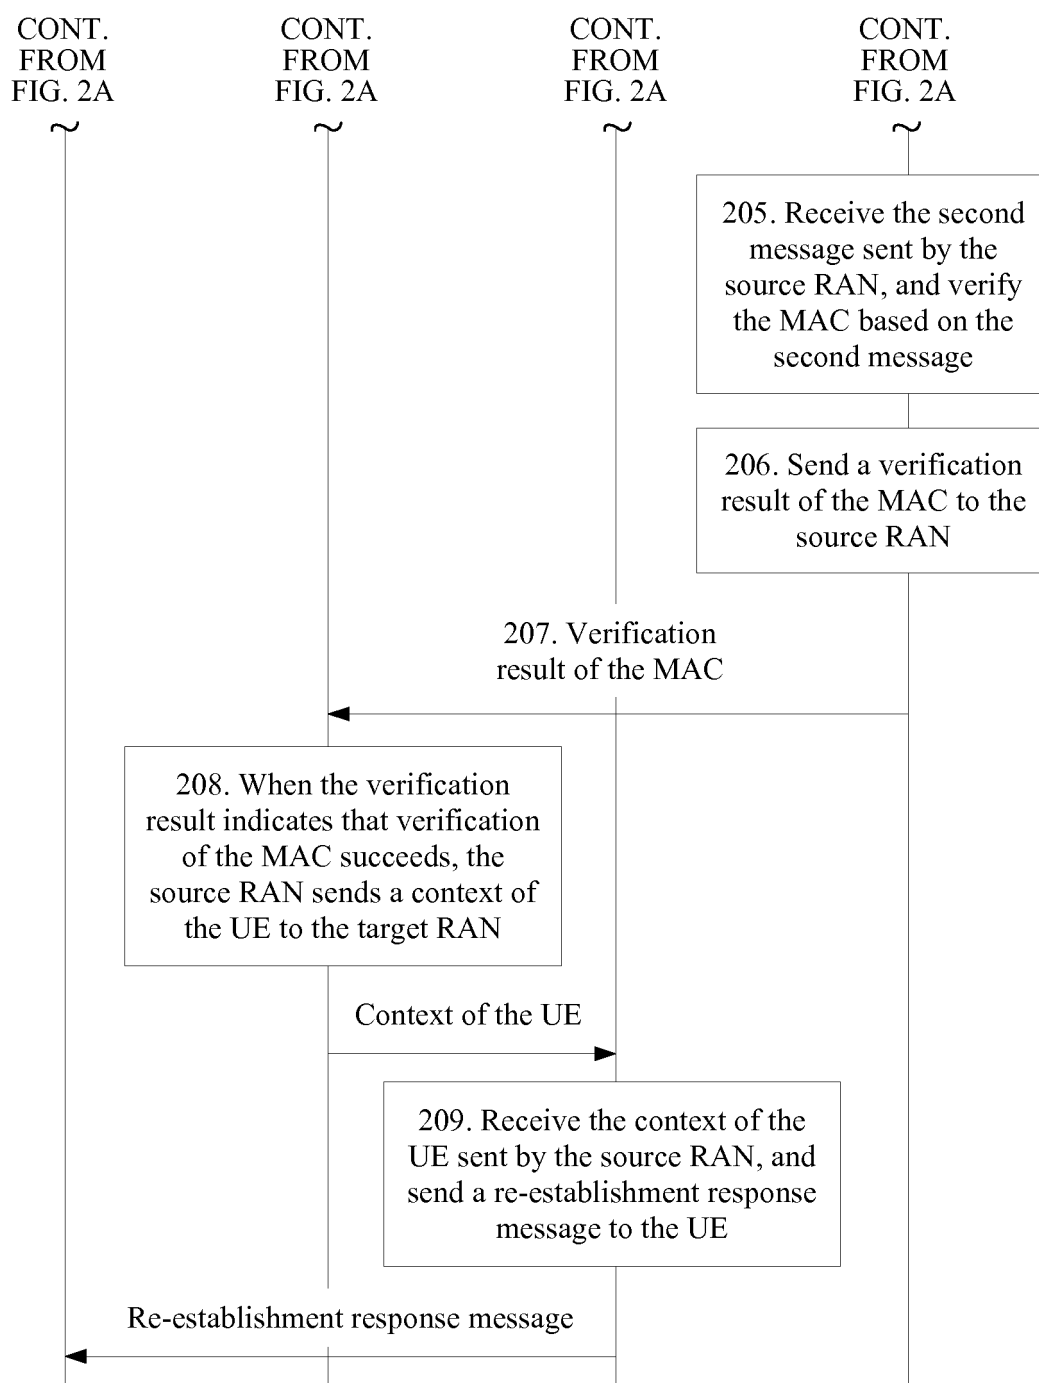 CONT.
FROM
FIG. 2A
CONT.
FROM
FIG. 2A
CONT.
FROM
FIG. 2A
CONT.
FROM
FIG. 2A
205. Receive the second
message sent by the
source RAN, and verify
the MAC based on the
second message
206. Send a verification
result of the MAC to the
source RAN
207. Verification
result of the MAC
208. When the verification
result indicates that verification
of the MAC succeeds, the
source RAN sends a context of
the UE to the target RAN
Context of the UE
209. Receive the context of the
UE sent by the source RAN, and
send a re-establishment response
message to the UE
Re-establishment response message